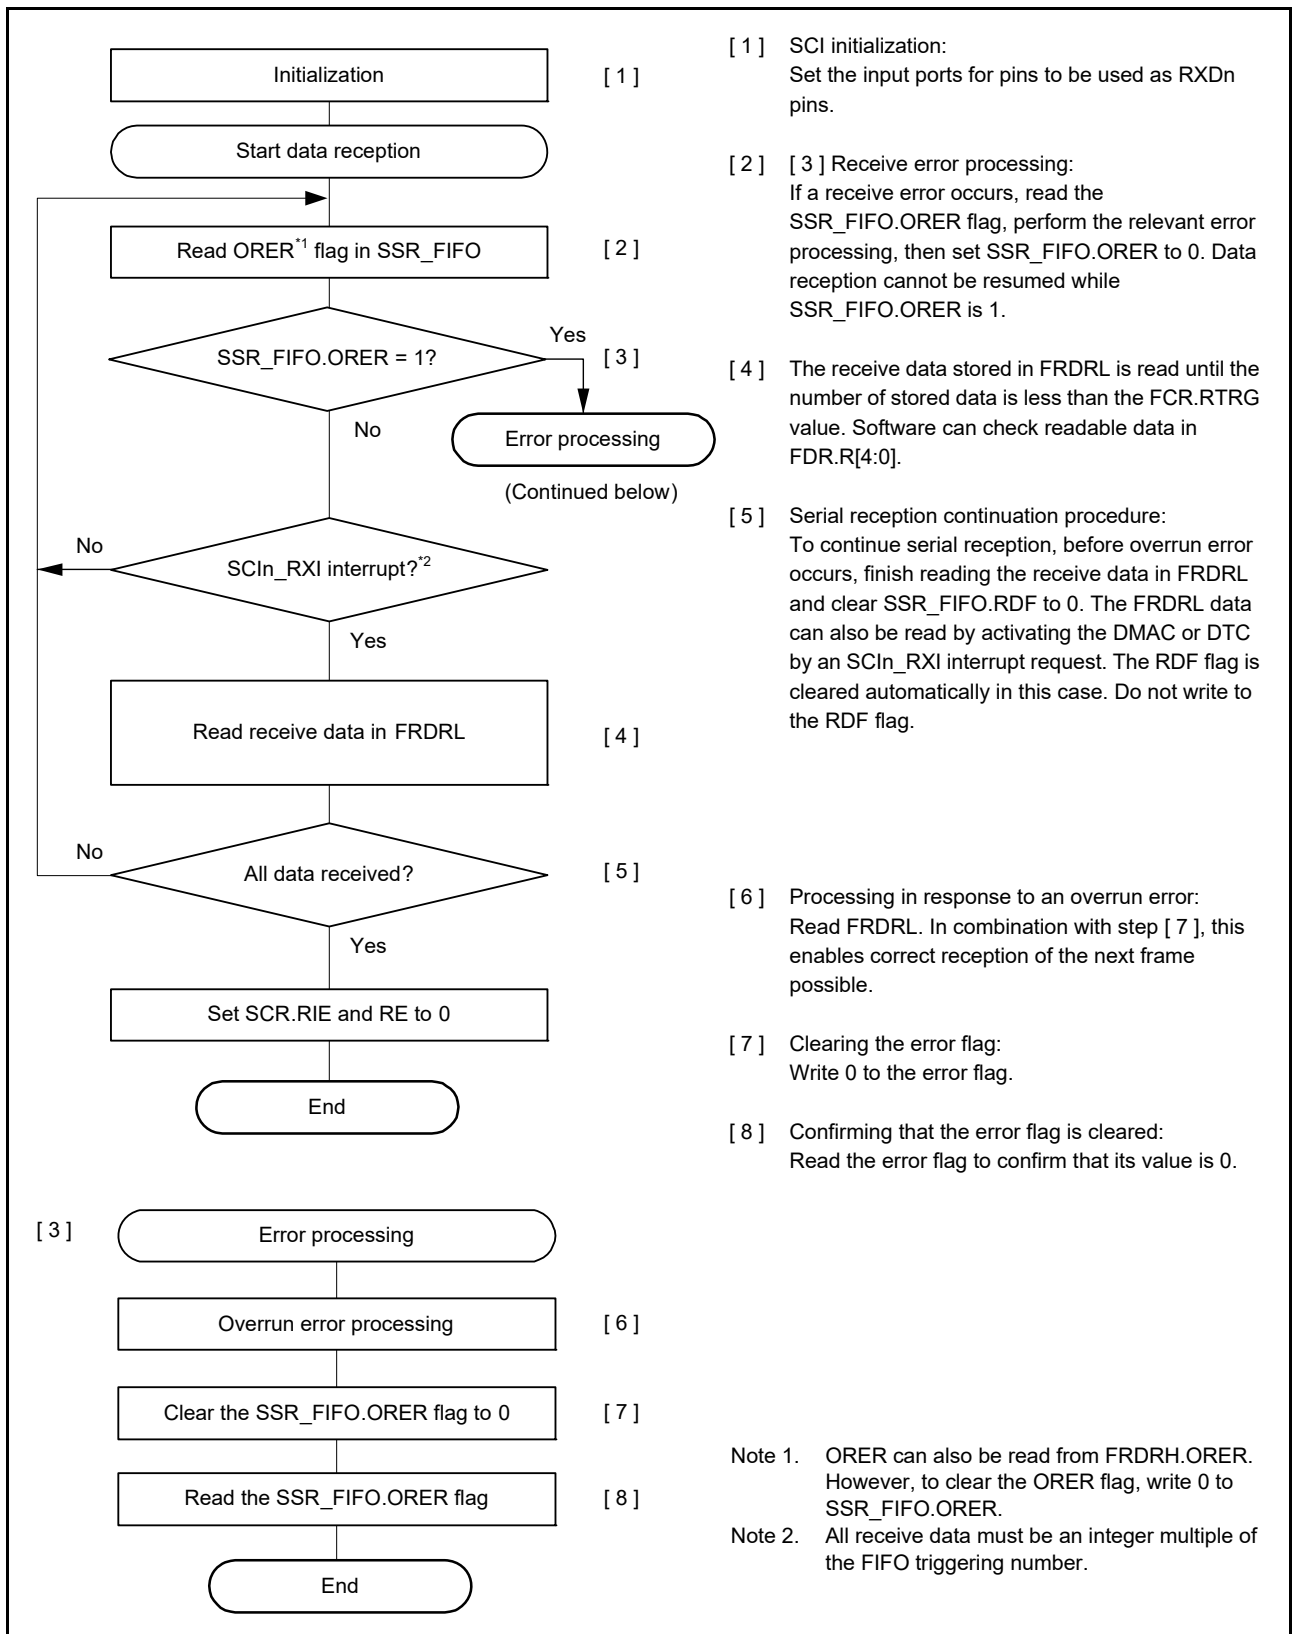 Initialization
[ 1 ]
Start data reception
Read ORER*1 flag in SSR_FIFO
[ 2 ]
SSR_FIFO.ORER = 1?
Yes
[ 3 ]
No
Error processing
(Continued below)
No
SCIn_RXI interrupt?*2
Yes
Read receive data in FRDRL
[ 4 ]
No
All data received?
[ 5 ]
Yes
Set SCR.RIE and RE to 0
End
[ 3 ]
Error processing
Overrun error processing
[ 6 ]
Clear the SSR_FIFO.ORER flag to 0
[ 7 ]
Read the SSR_FIFO.ORER flag
[ 8 ]
End
[ 1 ] SCI initialization:
Set the input ports for pins to be used as RXDn
pins.
[ 2 ] [ 3 ] Receive error processing:
If a receive error occurs, read the
SSR_FIFO.ORER flag, perform the relevant error
processing, then set SSR_FIFO.ORER to 0. Data
reception cannot be resumed while
SSR_FIFO.ORER is 1.
[ 4 ] The receive data stored in FRDRL is read until the
number of stored data is less than the FCR.RTRG
value. Software can check readable data in
FDR.R[4:0].
[ 5 ] Serial reception continuation procedure:
To continue serial reception, before overrun error
occurs, finish reading the receive data in FRDRL
and clear SSR_FIFO.RDF to 0. The FRDRL data
can also be read by activating the DMAC or DTC
by an SCIn_RXI interrupt request. The RDF flag is
cleared automatically in this case. Do not write to
the RDF flag.
[ 6 ] Processing in response to an overrun error:
Read FRDRL. In combination with step [ 7 ], this
enables correct reception of the next frame
possible.
[ 7 ] Clearing the error flag:
Write 0 to the error flag.
[ 8 ] Confirming that the error flag is cleared:
Read the error flag to confirm that its value is 0.
Note 1. ORER can also be read from FRDRH.ORER.
However, to clear the ORER flag, write 0 to
SSR_FIFO.ORER.
Note 2. All receive data must be an integer multiple of
the FIFO triggering number.